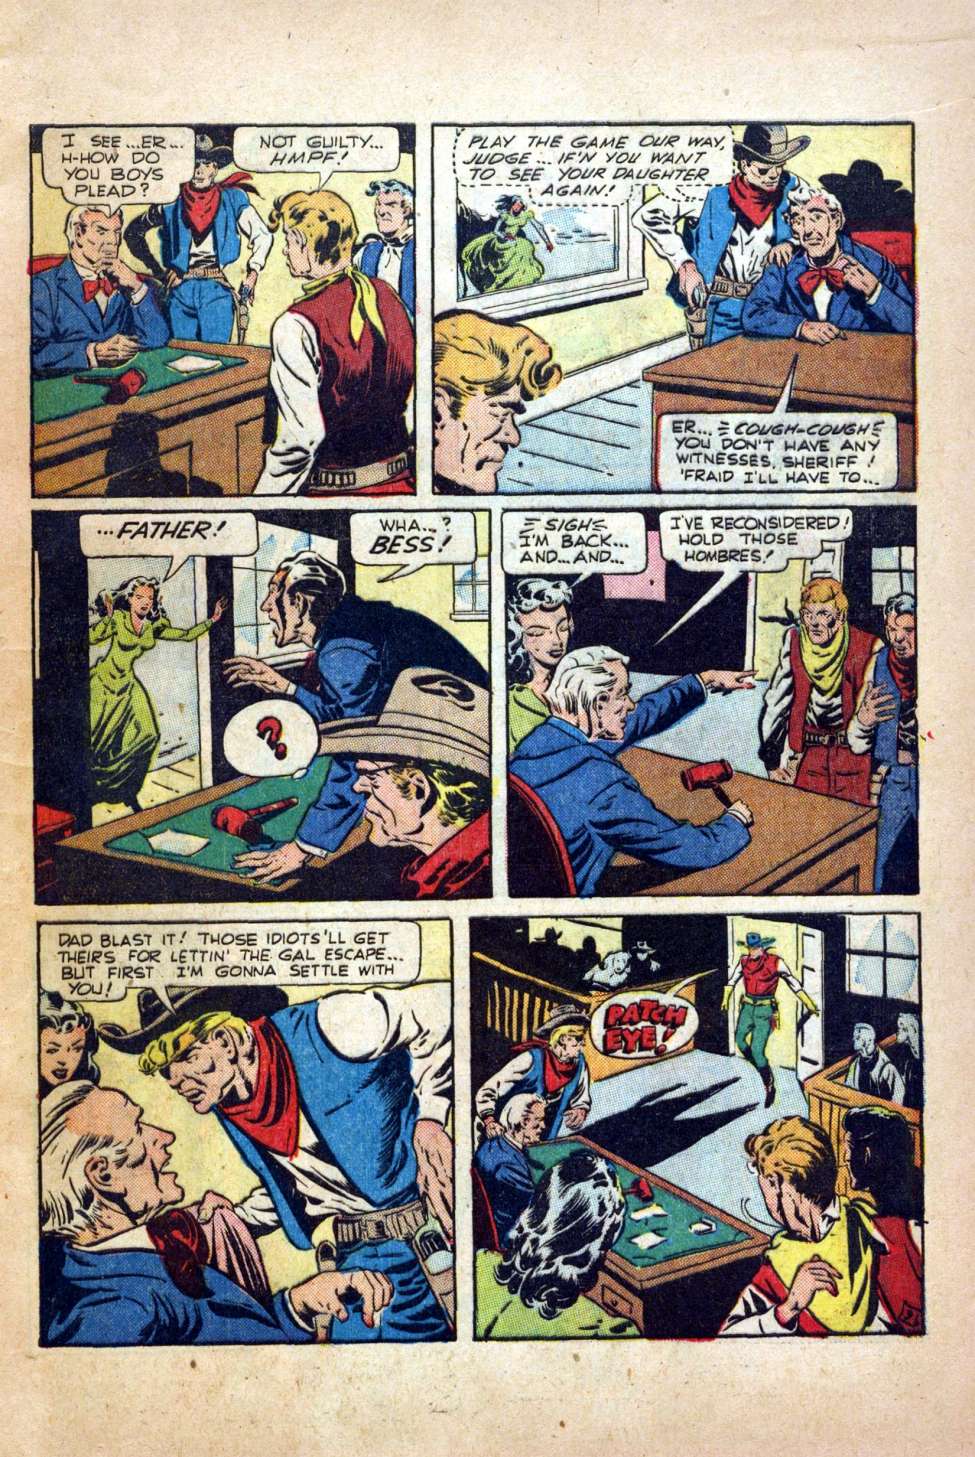 I SEE...ER...
H-HOW DO
YOU BOYS
PLEAD?
NOT GUILTY...
HMPF!
PLAY THE GAME OUR WAY,
JUDGE... IF'N YOU WANT
TO SEE YOUR DAUGHTER
AGAIN!
ER... COUGH-COUGH
YOU DON'T HAVE ANY
WITNESSES, SHERIFF!
'FRAID I'LL HAVE TO...
...FATHER!
WHA...?
BESS!
?
SIGH
I'M BACK...
AND...AND...
I'VE RECONSIDERED!
HOLD THOSE
HOMBRES!
DAD BLAST IT! THOSE IDIOTS'LL GET
THEIRS FOR LETTIN' THE GAL ESCAPE...
BUT FIRST I'M GONNA SETTLE WITH
YOU!
PATCH
EYE!
2